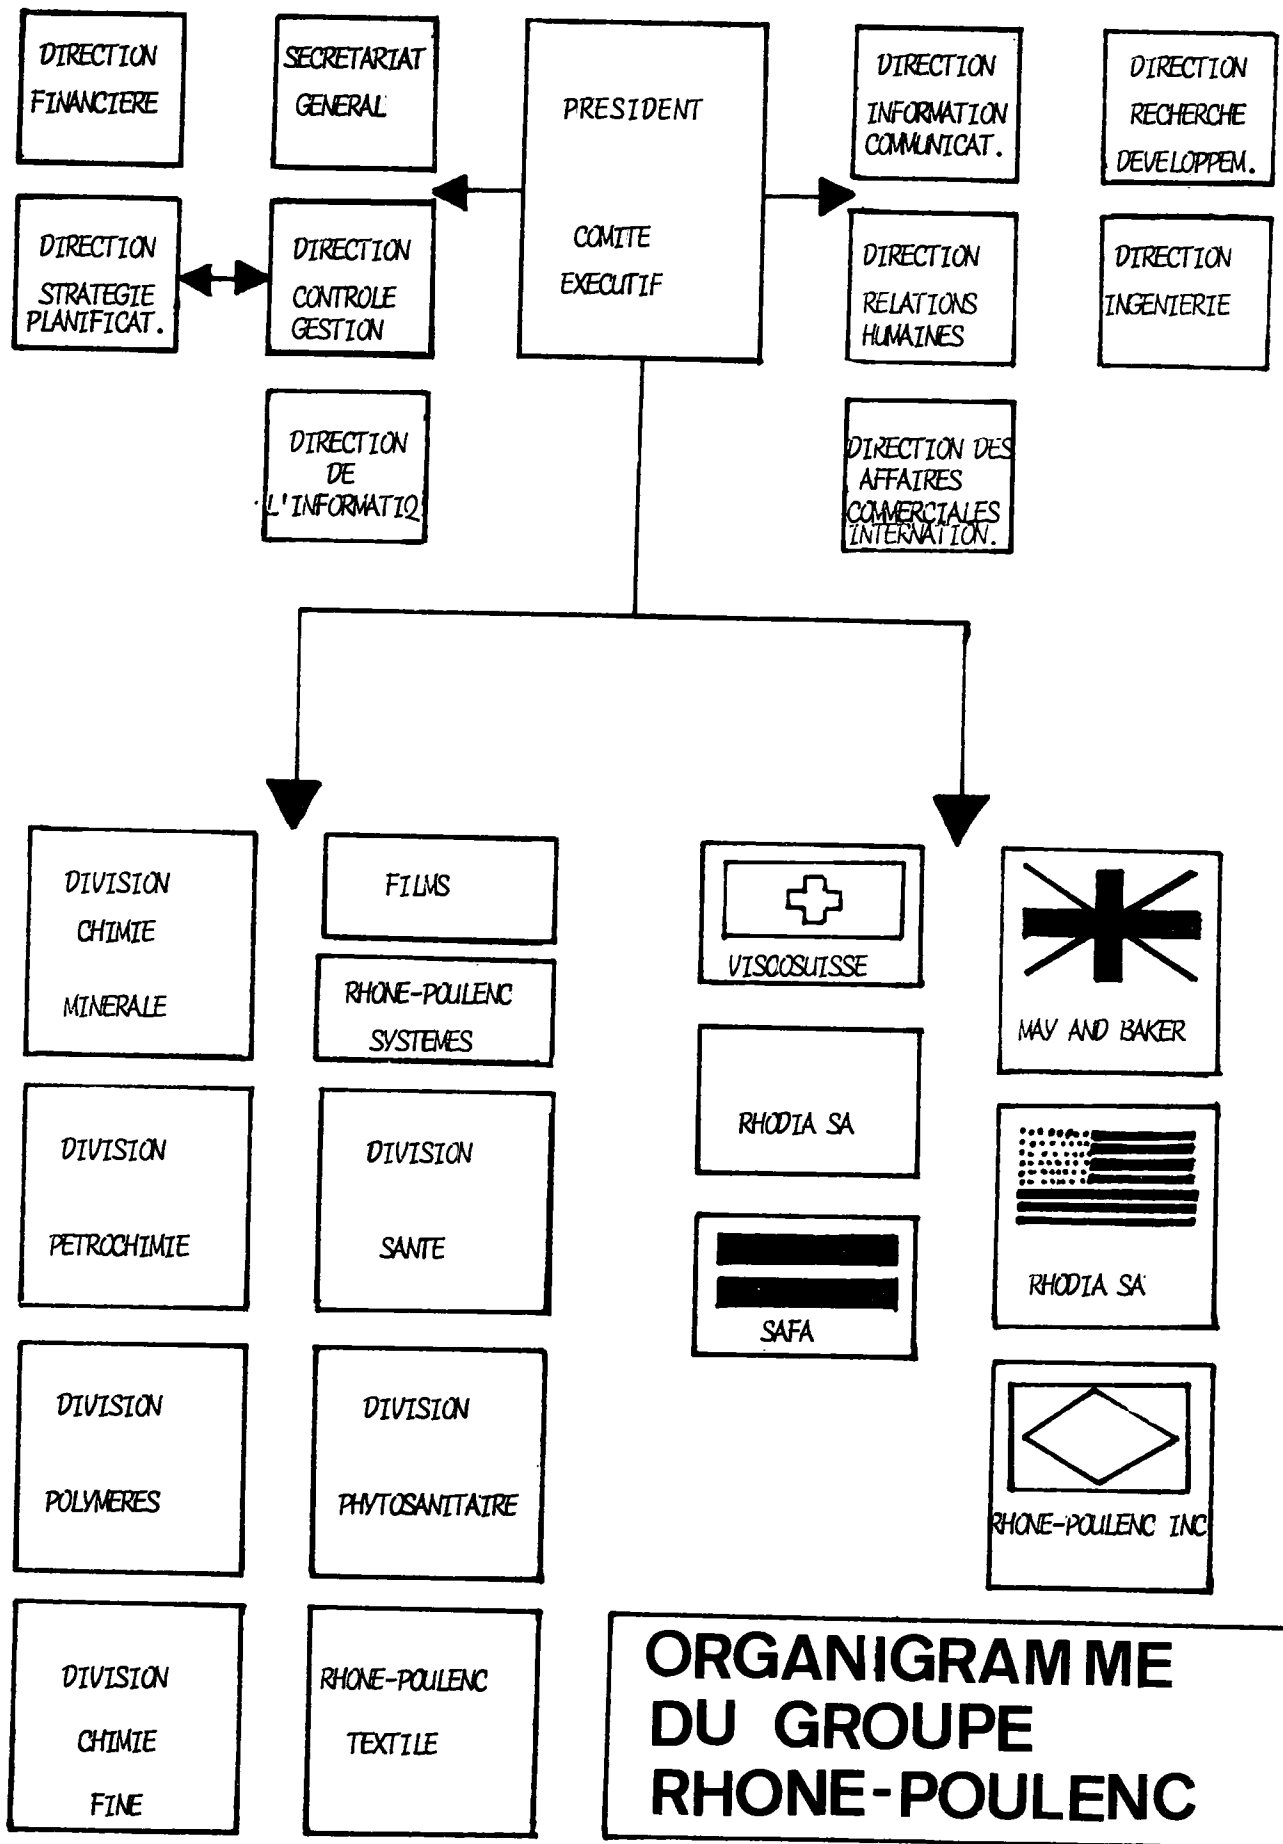 DIRECTION
FINANCIERE
SECRETARIAT
GENERAL
PRESIDENT
COMITE
EXECUTIF
DIRECTION
INFORMATION
COMMUNICAT.
DIRECTION
RECHERCHE
DEVELOPPEM.
DIRECTION
STRATEGIE
PLANIFICAT.
DIRECTION
CONTROLE
GESTION
DIRECTION
RELATIONS
HUMAINES
DIRECTION
INGENIERIE
DIRECTION
DE
L'INFORMATIQ
DIRECTION DES
AFFAIRES
COMMERCIALES
INTERNATION.
DIVISION
CHIMIE
MINERALE
FILMS
RHONE-POULENC
SYSTEMES
VISCOSUISSE
MAY AND BAKER
DIVISION
PETROCHIMIE
DIVISION
SANTE
RHODIA SA
RHODIA SA
SAFA
DIVISION
POLYMERES
DIVISION
PHYTOSANITAIRE
RHONE-POULENC INC
DIVISION
CHIMIE
FINE
RHONE-POULENC
TEXTILE
ORGANIGRAMME
DU GROUPE
RHONE-POULENC